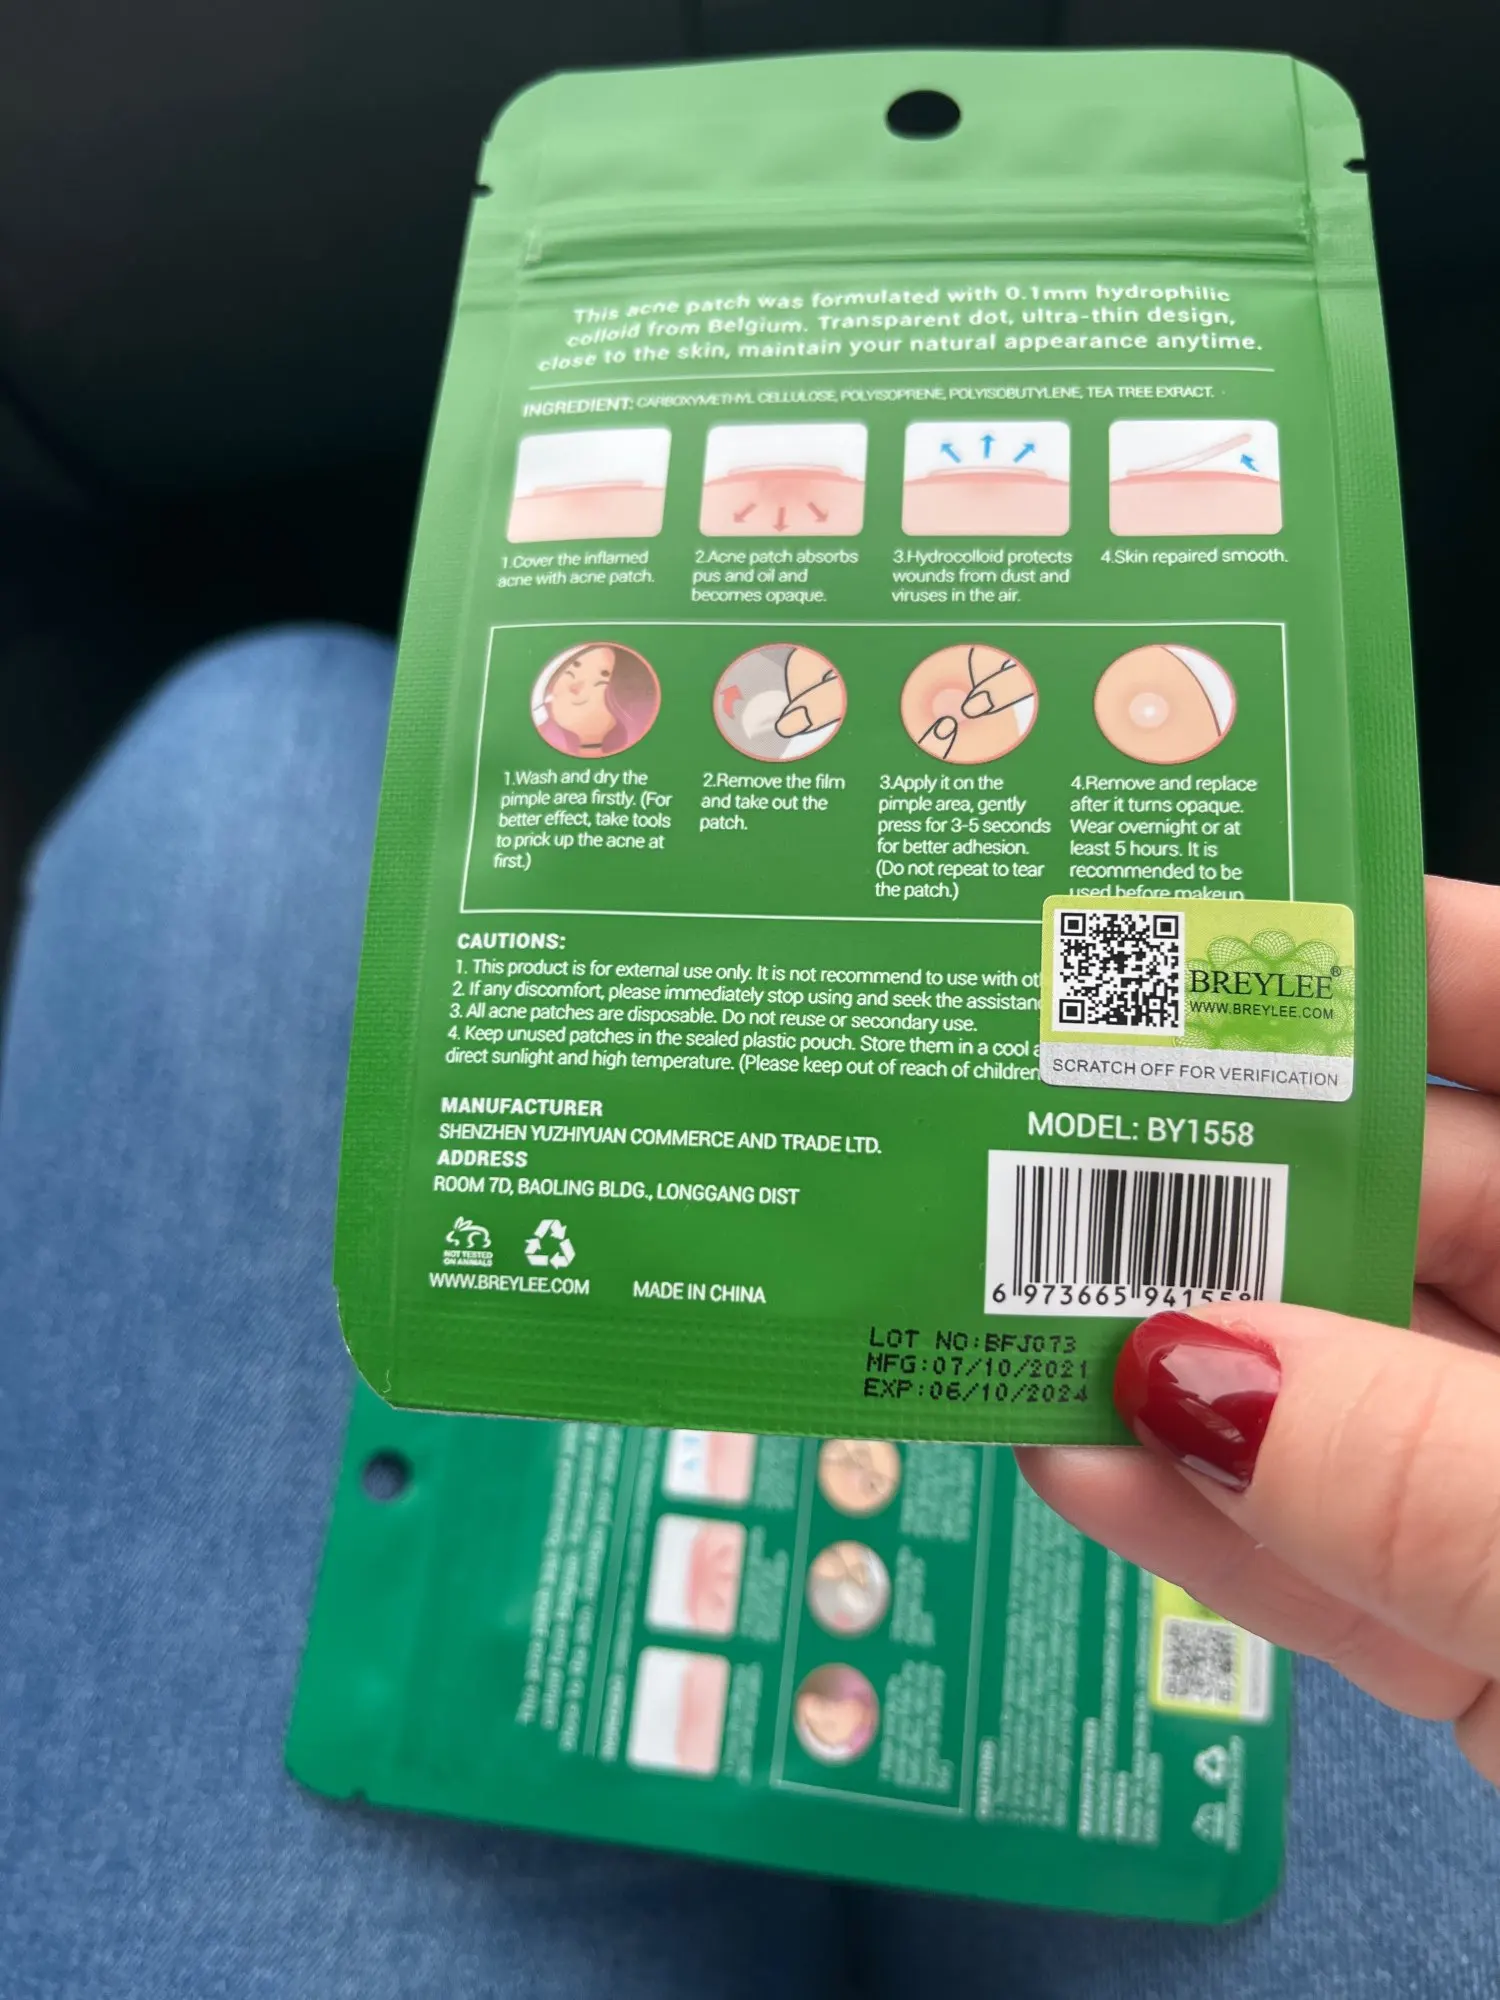 This acne patch was formulated with 0.1mm hydrophilic
colloid from Belgium. Transparent dot, ultra-thin design,
close to the skin, maintain your natural appearance anytime.
INGREDIENT: CARBOXYMETHYL CELLULOSE, POLYISOPRENE, POLYISOBUTYLENE, TEA TREE EXRACT.
1.Cover the inflamed
acne with acne patch.
2.Acne patch absorbs
pus and oil and
becomes opaque.
3.Hydrocolloid protects
wounds from dust and
viruses in the air.
4.Skin repaired smooth.
1.Wash and dry the
pimple area firstly. (For
better effect, take tools
to prick up the acne at
first.)
2.Remove the film
and take out the
patch.
3.Apply it on the
pimple area, gently
press for 3-5 seconds
for better adhesion.
(Do not repeat to tear
the patch.)
4.Remove and replace
after it turns opaque.
Wear overnight or at
least 5 hours. It is
recommended to be
used before makeup
CAUTIONS:
1. This product is for external use only. It is not recommend to use with
2. If any discomfort, please immediately stop using and seek the
3. All acne patches are disposable. Do not reuse or secondary use.
4. Keep unused patches in the sealed plastic pouch. Store them in a cool
direct sunlight and high temperature. (Please keep out of reach of children
BREYLEE®
WWW.BREYLEE.COM
SCRATCH OFF FOR VERIFICATION
MANUFACTURER
SHENZHEN YUZHIYUAN COMMERCE AND TRADE LTD.
ADDRESS
ROOM 7D, BAOLING BLDG., LONGGANG DIST
NOT TESTED
ON ANIMALS
WWW.BREYLEE.COM
MADE IN CHINA
MODEL: BY1558
6 973665 941558
LOT NO:BFJ073
MFG:07/10/2021
EXP:06/10/2024